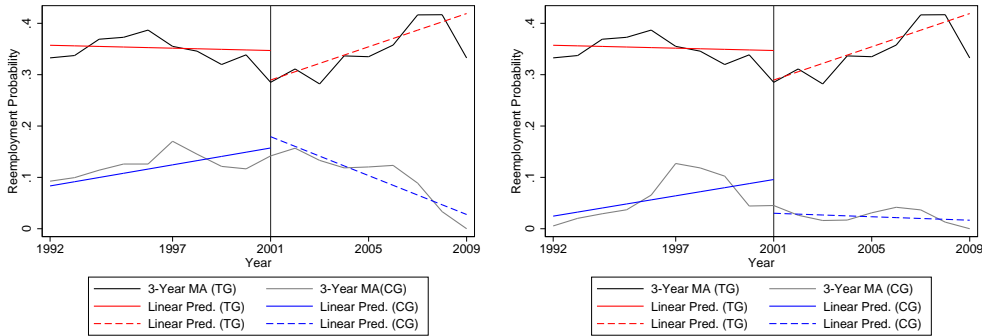 Reemployment Probability
.4
.3
.2
.1
0
1992 1997 2001 2005 2009
Year
3-Year MA (TG) 3-Year MA(CG)
Linear Pred. (TG) Linear Pred. (CG)
Linear Pred. (TG) Linear Pred. (CG)
Reemployment Probability
.4
.3
.2
.1
0
1992 1997 2001 2005 2009
Year
3-Year MA (TG) 3-Year MA(CG)
Linear Pred. (TG) Linear Pred. (CG)
Linear Pred. (TG) Linear Pred. (CG)